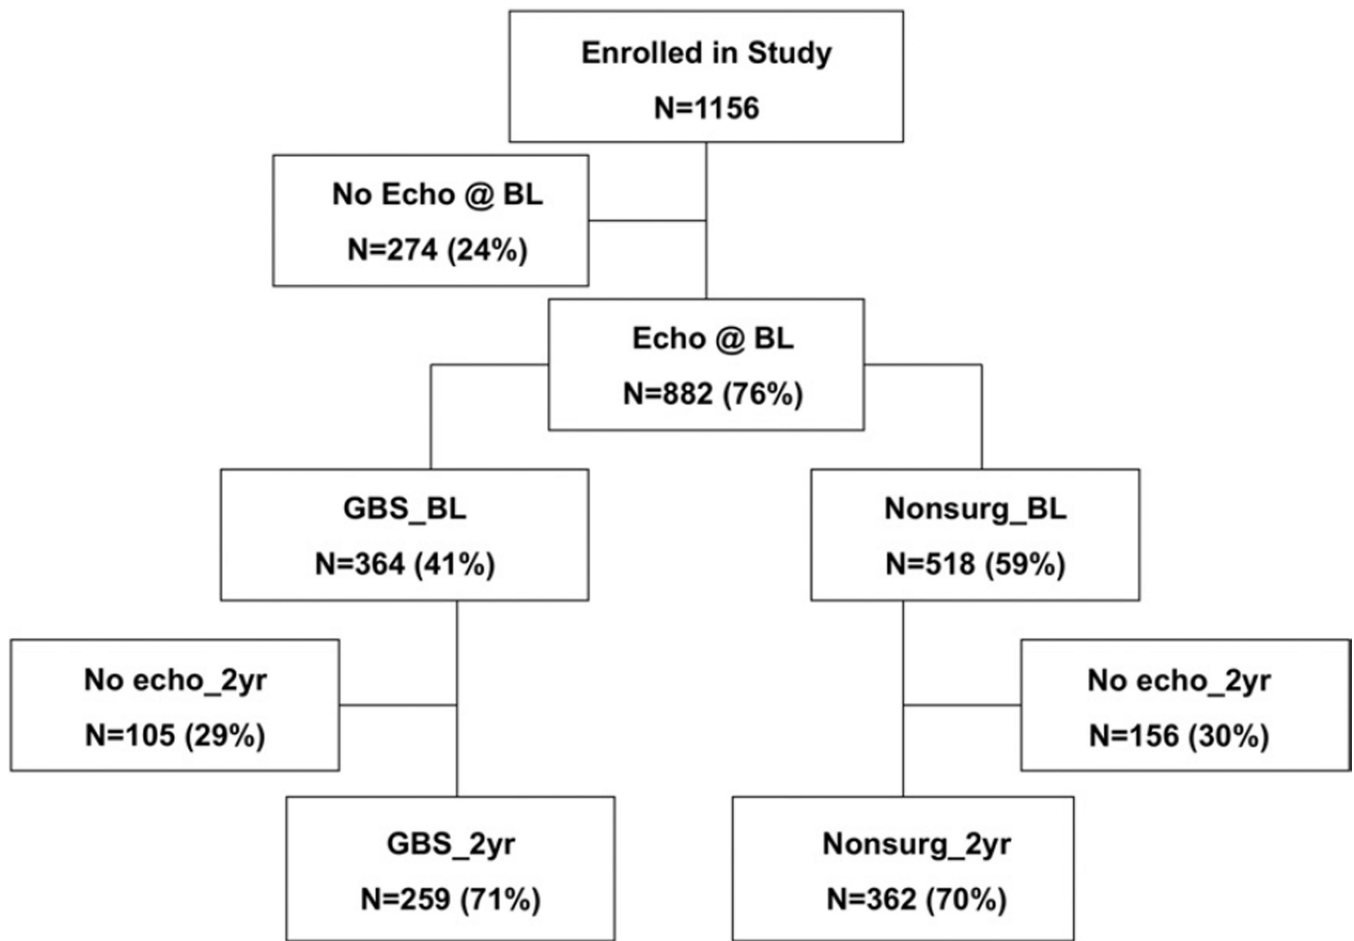 Enrolled in Study
N=1156
No Echo @ BL
N=274 (24%)
Echo @ BL
N=882 (76%)
GBS_BL
N=364 (41%)
Nonsurg_BL
N=518 (59%)
No echo_2yr
N=105 (29%)
No echo_2yr
N=156 (30%)
GBS_2yr
N=259 (71%)
Nonsurg_2yr
N=362 (70%)